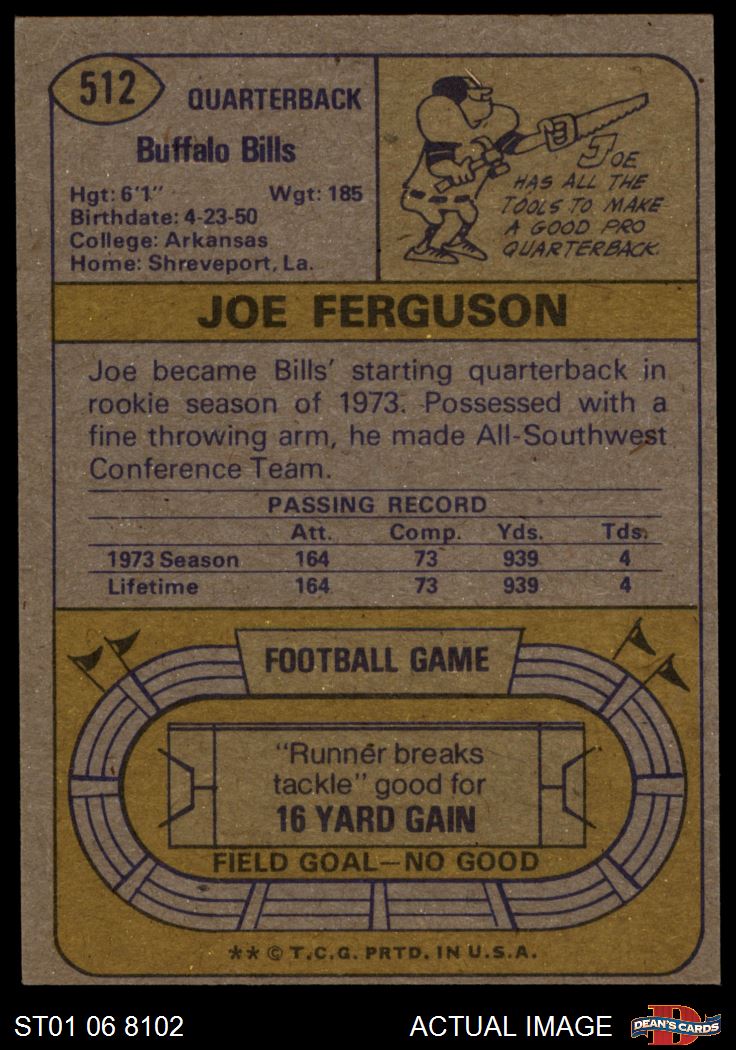 512
QUARTERBACK
Buffalo Bills
Hgt: 6'1" Wgt: 185
Birthdate: 4-23-50
College: Arkansas
Home: Shreveport, La.
JOE
HAS ALL THE
TOOLS TO MAKE
A GOOD PRO
QUARTERBACK.
JOE FERGUSON
Joe became Bills' starting quarterback in
rookie season of 1973. Possessed with a
fine throwing arm, he made All-Southwest
Conference Team.
PASSING RECORD
Att. Comp. Yds. Tds.
1973 Season 164 73 939 4
Lifetime 164 73 939 4
FOOTBALL GAME
"Runner breaks
tackle" good for
16 YARD GAIN
FIELD GOAL—NO GOOD
** © T.C.G. PRTD. IN U.S.A.
ST01 06 8102 ACTUAL IMAGE DEAN'S CARDS